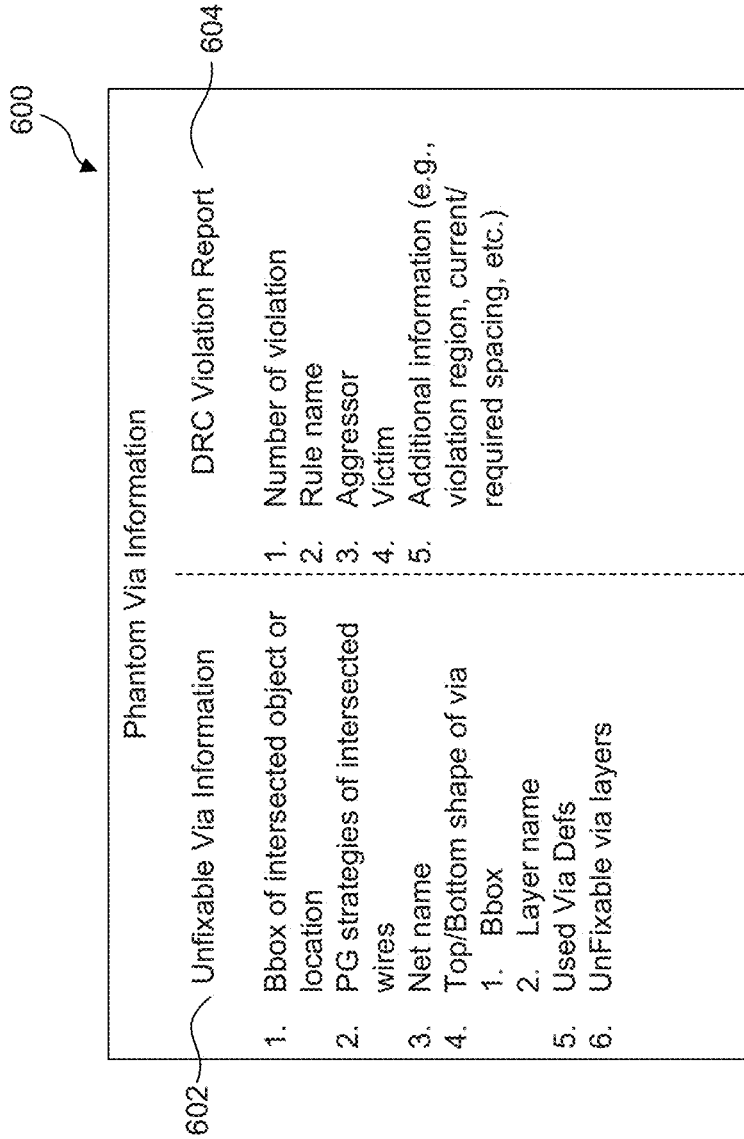 600
Phantom Via Information
602
Unfixable Via Information
1. Bbox of intersected object or
location
2. PG strategies of intersected
wires
3. Net name
4. Top/Bottom shape of via
1. Bbox
2. Layer name
5. Used Via Defs
6. UnFixable via layers
DRC Violation Report
604
1. Number of violation
2. Rule name
3. Aggressor
4. Victim
5. Additional information (e.g.,
violation region, current/
required spacing, etc.)